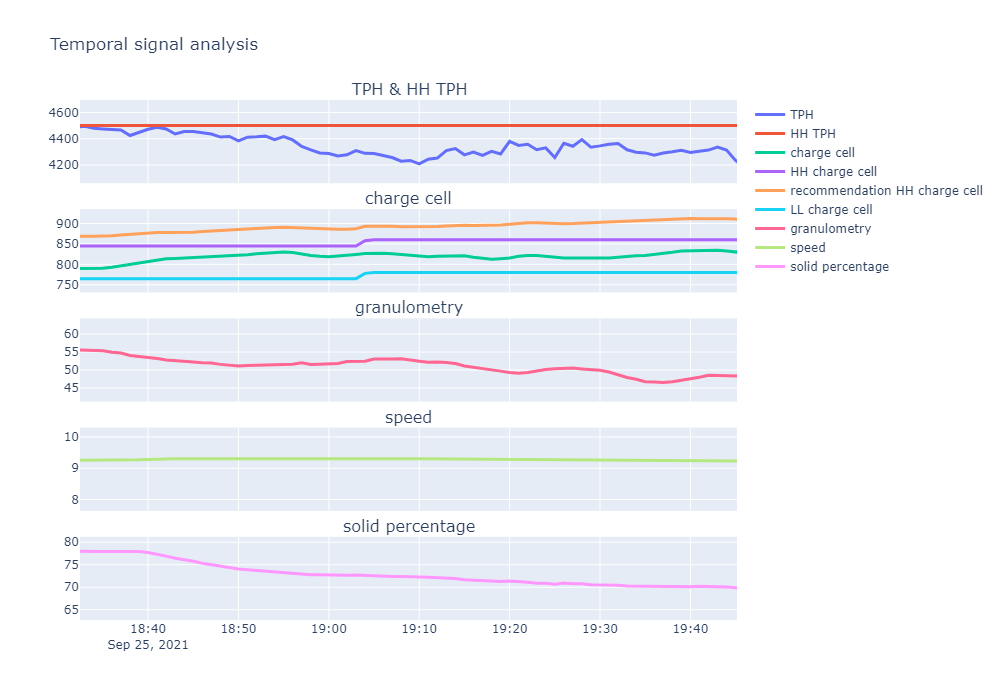 Temporal signal analysis
TPH & HH TPH
4600
4400
4200
charge cell
900
850
800
750
granulometry
60
55
50
45
speed
10
9
8
solid percentage
80
75
70
65
18:40 18:50 19:00 19:10 19:20 19:30 19:40
Sep 25, 2021
TPH
HH TPH
charge cell
HH charge cell
recommendation HH charge cell
LL charge cell
granulometry
speed
solid percentage